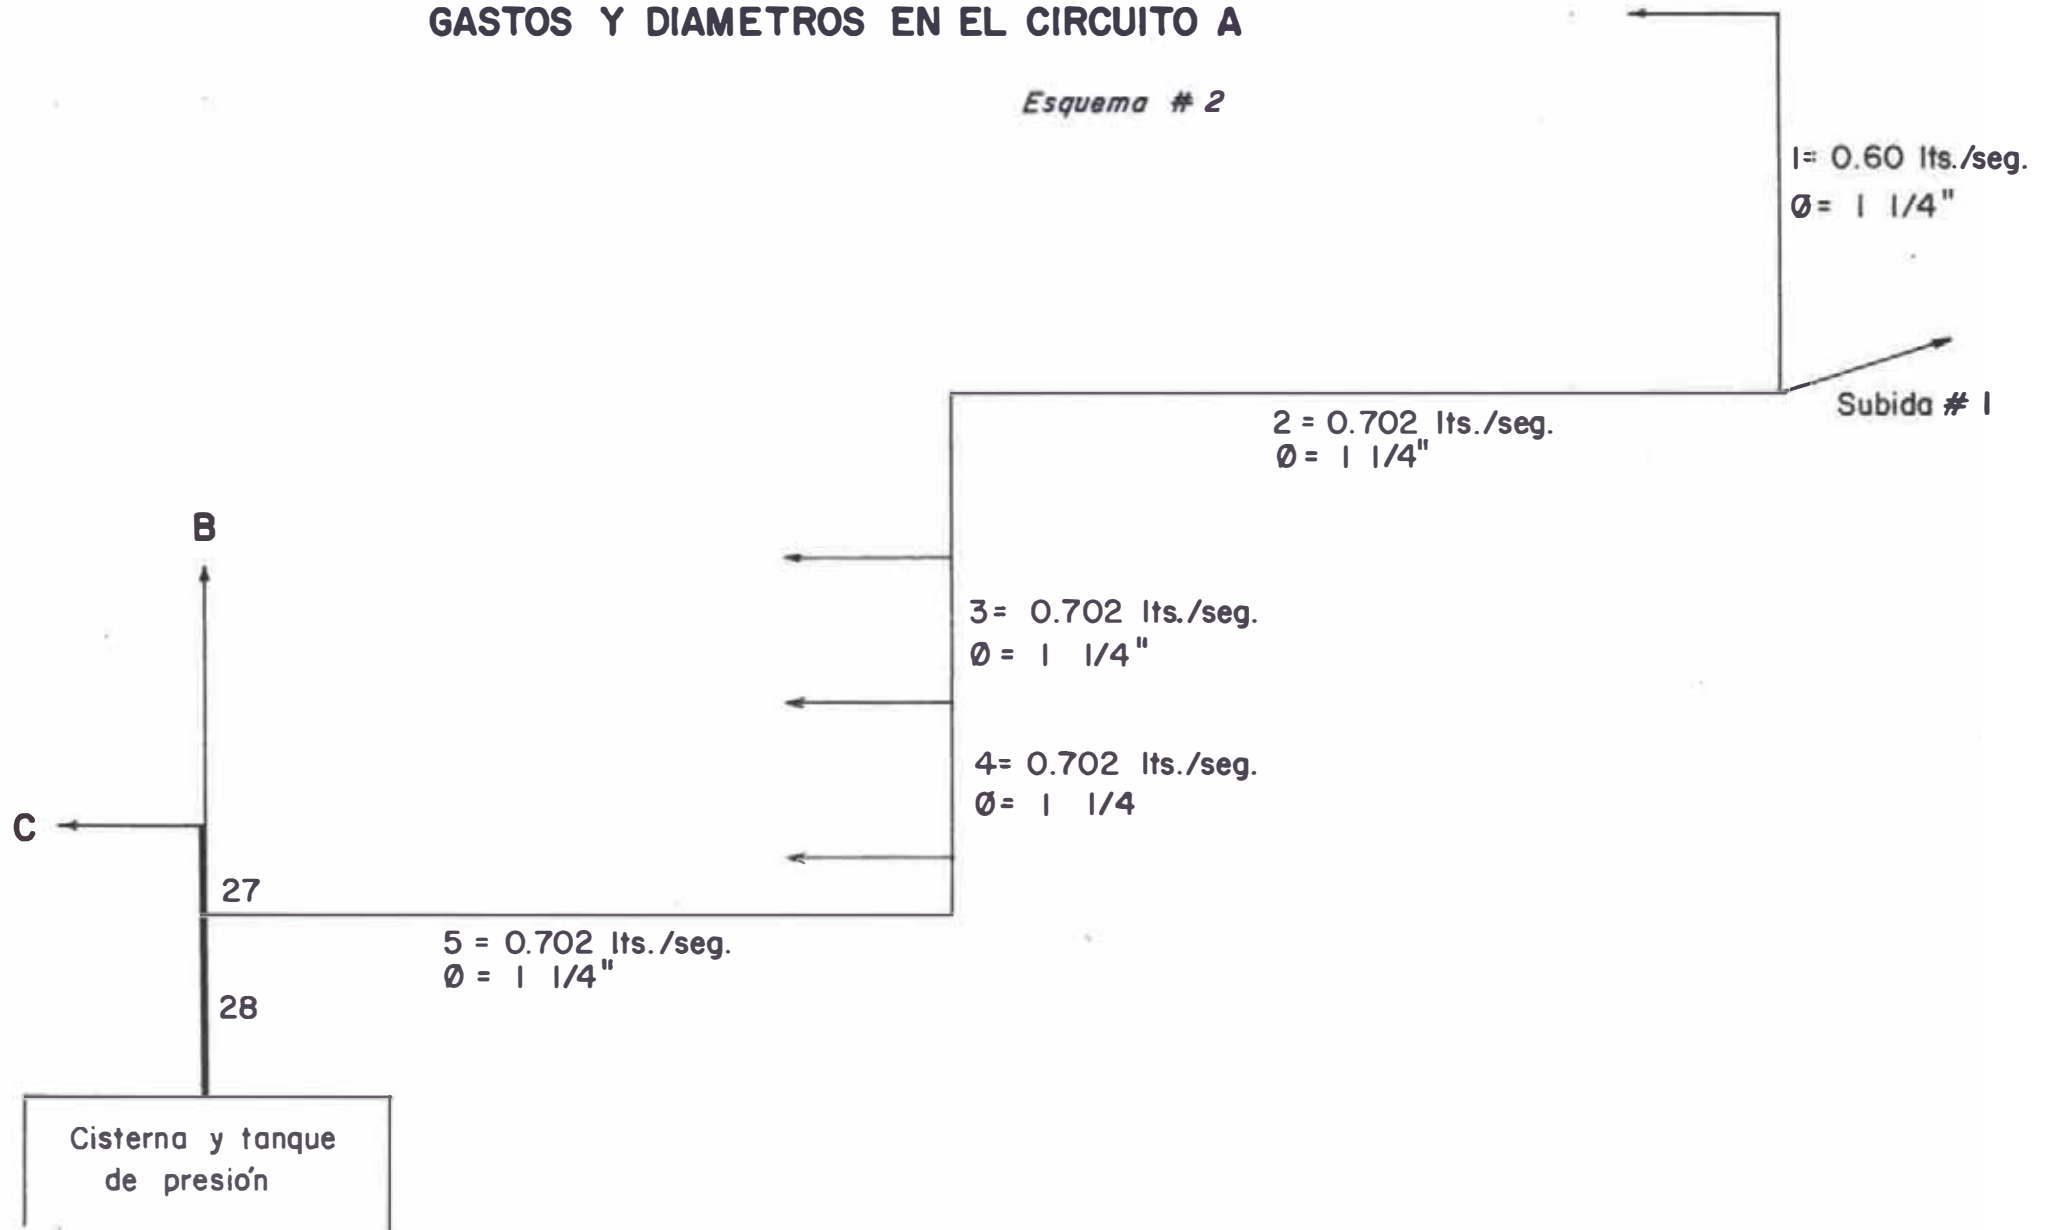 GASTOS Y DIAMETROS EN EL CIRCUITO A
Esquema # 2
1= 0.60 lts./seg.
Ø= 1 1/4"
Subida # 1
2 = 0.702 lts./seg.
Ø= 1 1/4"
B
3= 0.702 lts./seg.
Ø= 1 1/4"
4= 0.702 lts./seg.
Ø= 1 1/4
C
27
5 = 0.702 lts./seg.
Ø = 1 1/4"
28
Cisterna y tanque
de presión